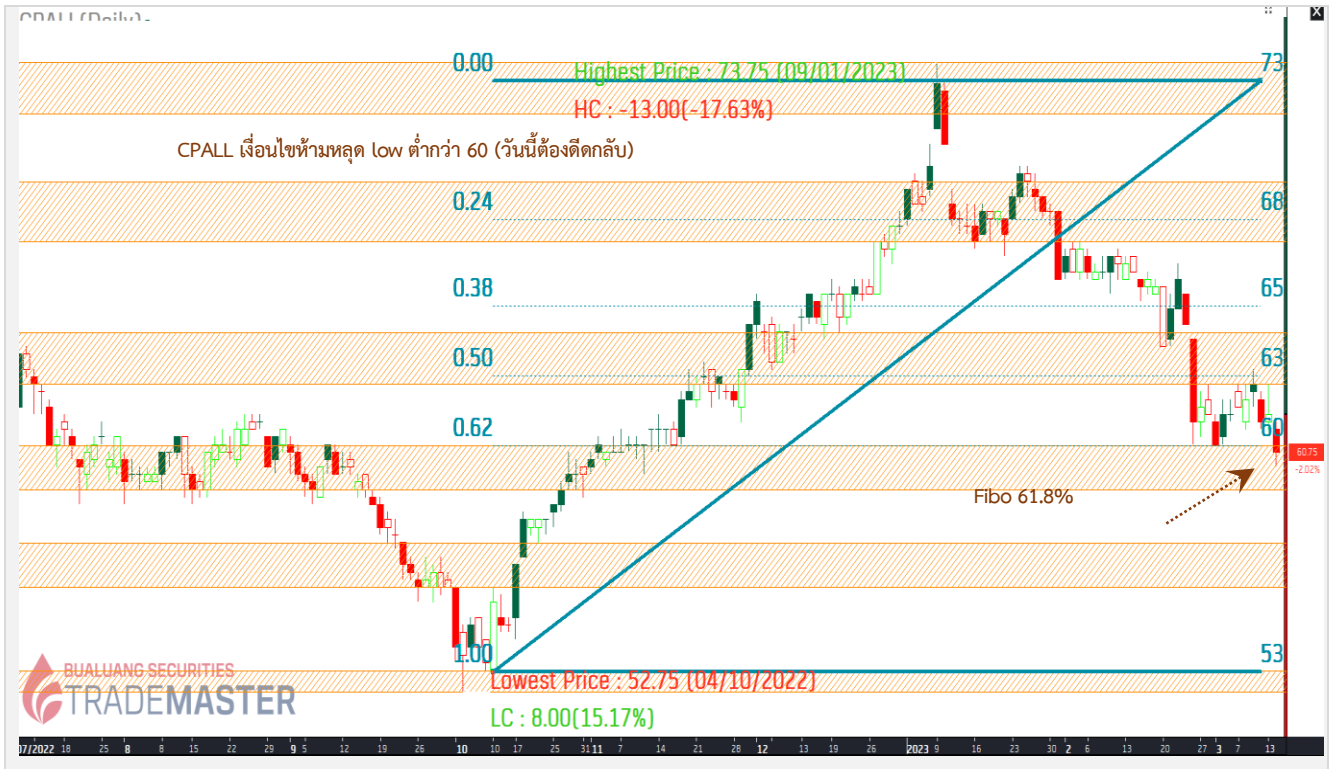 CPALL(Daily)
X
0.00
Highest Price : 73.75 (09/01/2023)
73
HC : -13.00(-17.63%)
CPALL เงื่อนไขห้ามหลุด low ต่ำกว่า 60 (วันนี้ต้องดีดกลับ)
0.24
68
0.38
65
0.50
63
0.62
60
60.75
-2.02%
Fibo 61.8%
1.00
53
Lowest Price : 52.75 (04/10/2022)
LC : 8.00(15.17%)
BUALUANG SECURITIES
TRADEMASTER
07/2022 18 25 8 8 15 22 29 9 5 12 19 26 10 10 17 25 31 11 7 14 21 28 12 13 19 26 2023 9 16 23 30 2 6 13 20 27 3 7 13